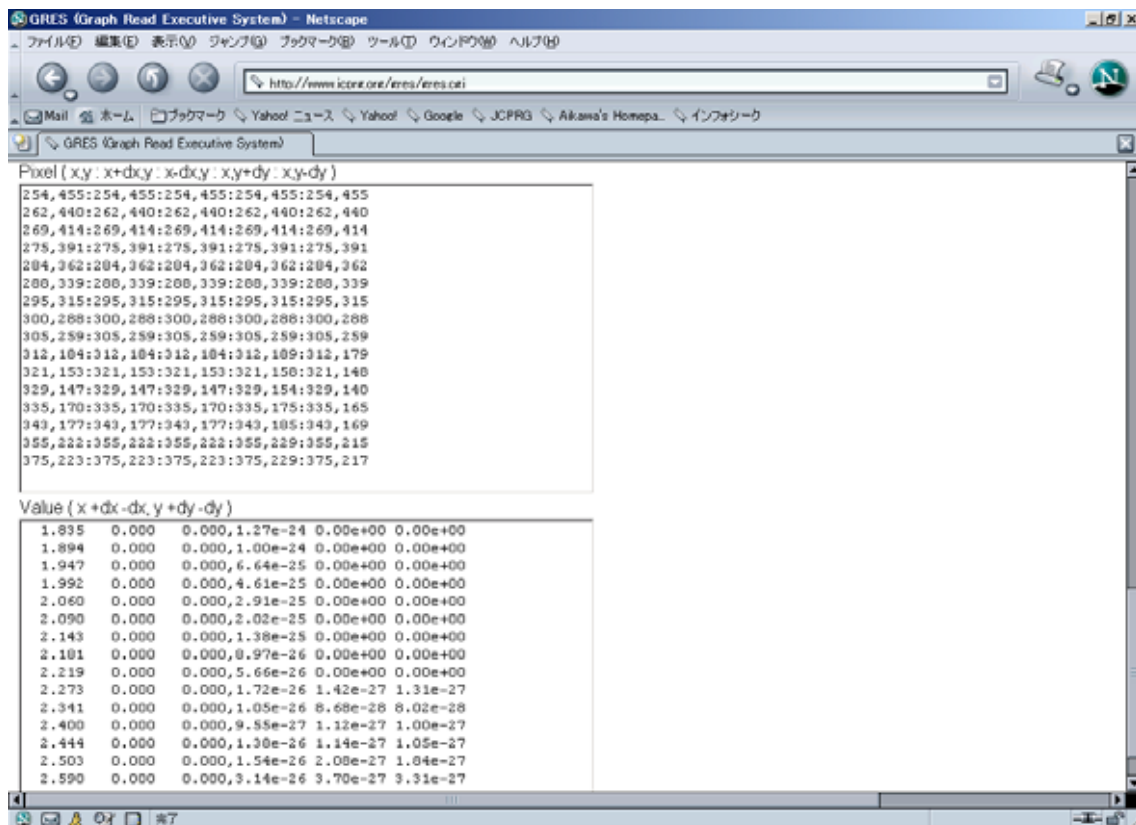 GRES (Graph Read Executive System) - Netscape
ファイル(F) 編集(E) 表示(V) ジャンプ(G) ブックマーク(B) ツール(T) ウィンドウ(W) ヘルプ(H)
Mail ホーム ブックマーク Yahoo! ニュース Yahoo! Google JCPRG Aikawa's Homepa... インフォシーク
GRES (Graph Read Executive System)
Pixel ( x,y : x+dx,y : x-dx,y : x,y+dy : x,y-dy )
254,455:254,455:254,455:254,455:254,455
262,440:262,440:262,440:262,440:262,440
269,414:269,414:269,414:269,414:269,414
275,391:275,391:275,391:275,391:275,391
284,362:284,362:284,362:284,362:284,362
288,339:288,339:288,339:288,339:288,339
295,315:295,315:295,315:295,315:295,315
300,288:300,288:300,288:300,288:300,288
305,259:305,259:305,259:305,259:305,259
312,184:312,184:312,184:312,189:312,179
321,153:321,153:321,153:321,158:321,148
329,147:329,147:329,147:329,154:329,140
335,170:335,170:335,170:335,175:335,165
343,177:343,177:343,177:343,185:343,169
355,222:355,222:355,222:355,229:355,215
375,223:375,223:375,223:375,229:375,217
Value ( x +dx -dx, y +dy -dy )
1.835 0.000 0.000,1.27e-24 0.00e+00 0.00e+00
1.894 0.000 0.000,1.00e-24 0.00e+00 0.00e+00
1.947 0.000 0.000,6.64e-25 0.00e+00 0.00e+00
1.992 0.000 0.000,4.61e-25 0.00e+00 0.00e+00
2.060 0.000 0.000,2.91e-25 0.00e+00 0.00e+00
2.090 0.000 0.000,2.02e-25 0.00e+00 0.00e+00
2.143 0.000 0.000,1.38e-25 0.00e+00 0.00e+00
2.181 0.000 0.000,8.97e-26 0.00e+00 0.00e+00
2.219 0.000 0.000,5.66e-26 0.00e+00 0.00e+00
2.273 0.000 0.000,1.72e-26 1.42e-27 1.31e-27
2.341 0.000 0.000,1.05e-26 8.68e-28 8.02e-28
2.400 0.000 0.000,9.55e-27 1.12e-27 1.00e-27
2.444 0.000 0.000,1.38e-26 1.14e-27 1.05e-27
2.503 0.000 0.000,1.54e-26 2.08e-27 1.84e-27
2.590 0.000 0.000,3.14e-26 3.70e-27 3.31e-27
完了